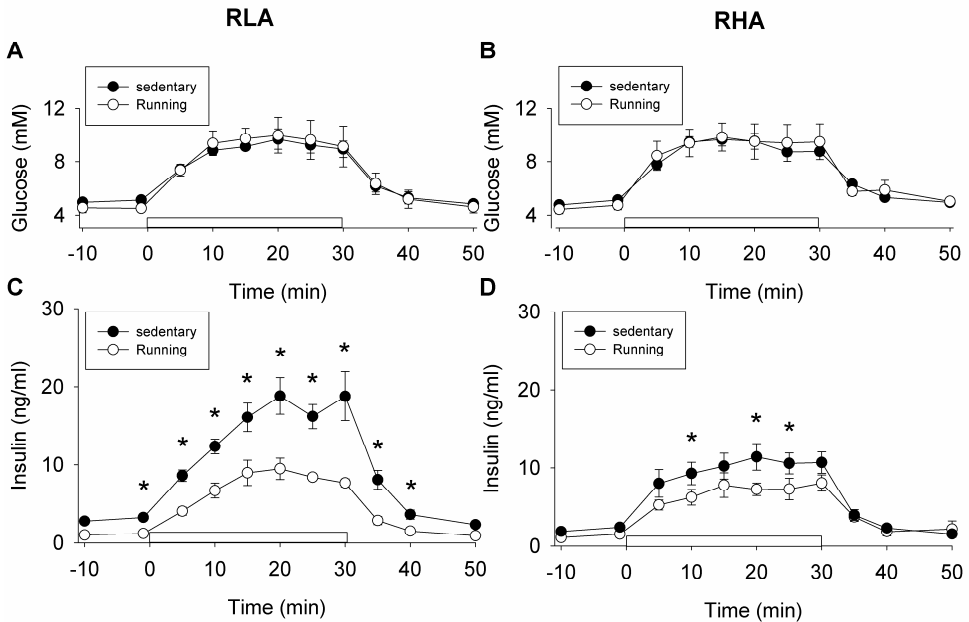 RLA
RHA
A
B
sedentary
Running
sedentary
Running
Glucose (mM)
12
8
4
-10 0 10 20 30 40 50
Time (min)
Glucose (mM)
12
8
4
-10 0 10 20 30 40 50
Time (min)
C
D
sedentary
Running
sedentary
Running
Insulin (ng/ml)
30
20
10
0
* * * * * * * * *
-10 0 10 20 30 40 50
Time (min)
Insulin (ng/ml)
30
20
10
0
* * *
-10 0 10 20 30 40 50
Time (min)